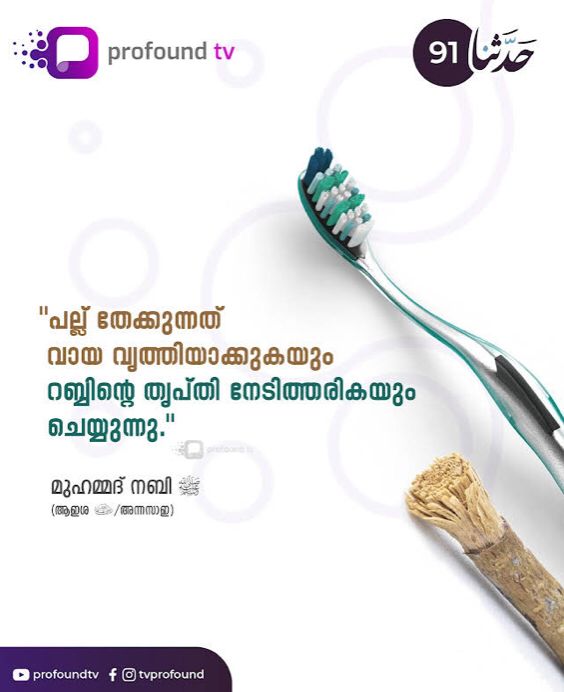 profound tv
91 حَدَّثَنَا
"പല്ല് തേക്കുന്നത്
വായ വൃത്തിയാക്കുകയും
റബ്ബിന്റെ തൃപ്തി നേടിത്തരികയും
ചെയ്യുന്നു."
profound tv
മുഹമ്മദ് നബി ﷺ
(ആഇശ /അന്നസാഇ)
profoundtv tvprofound